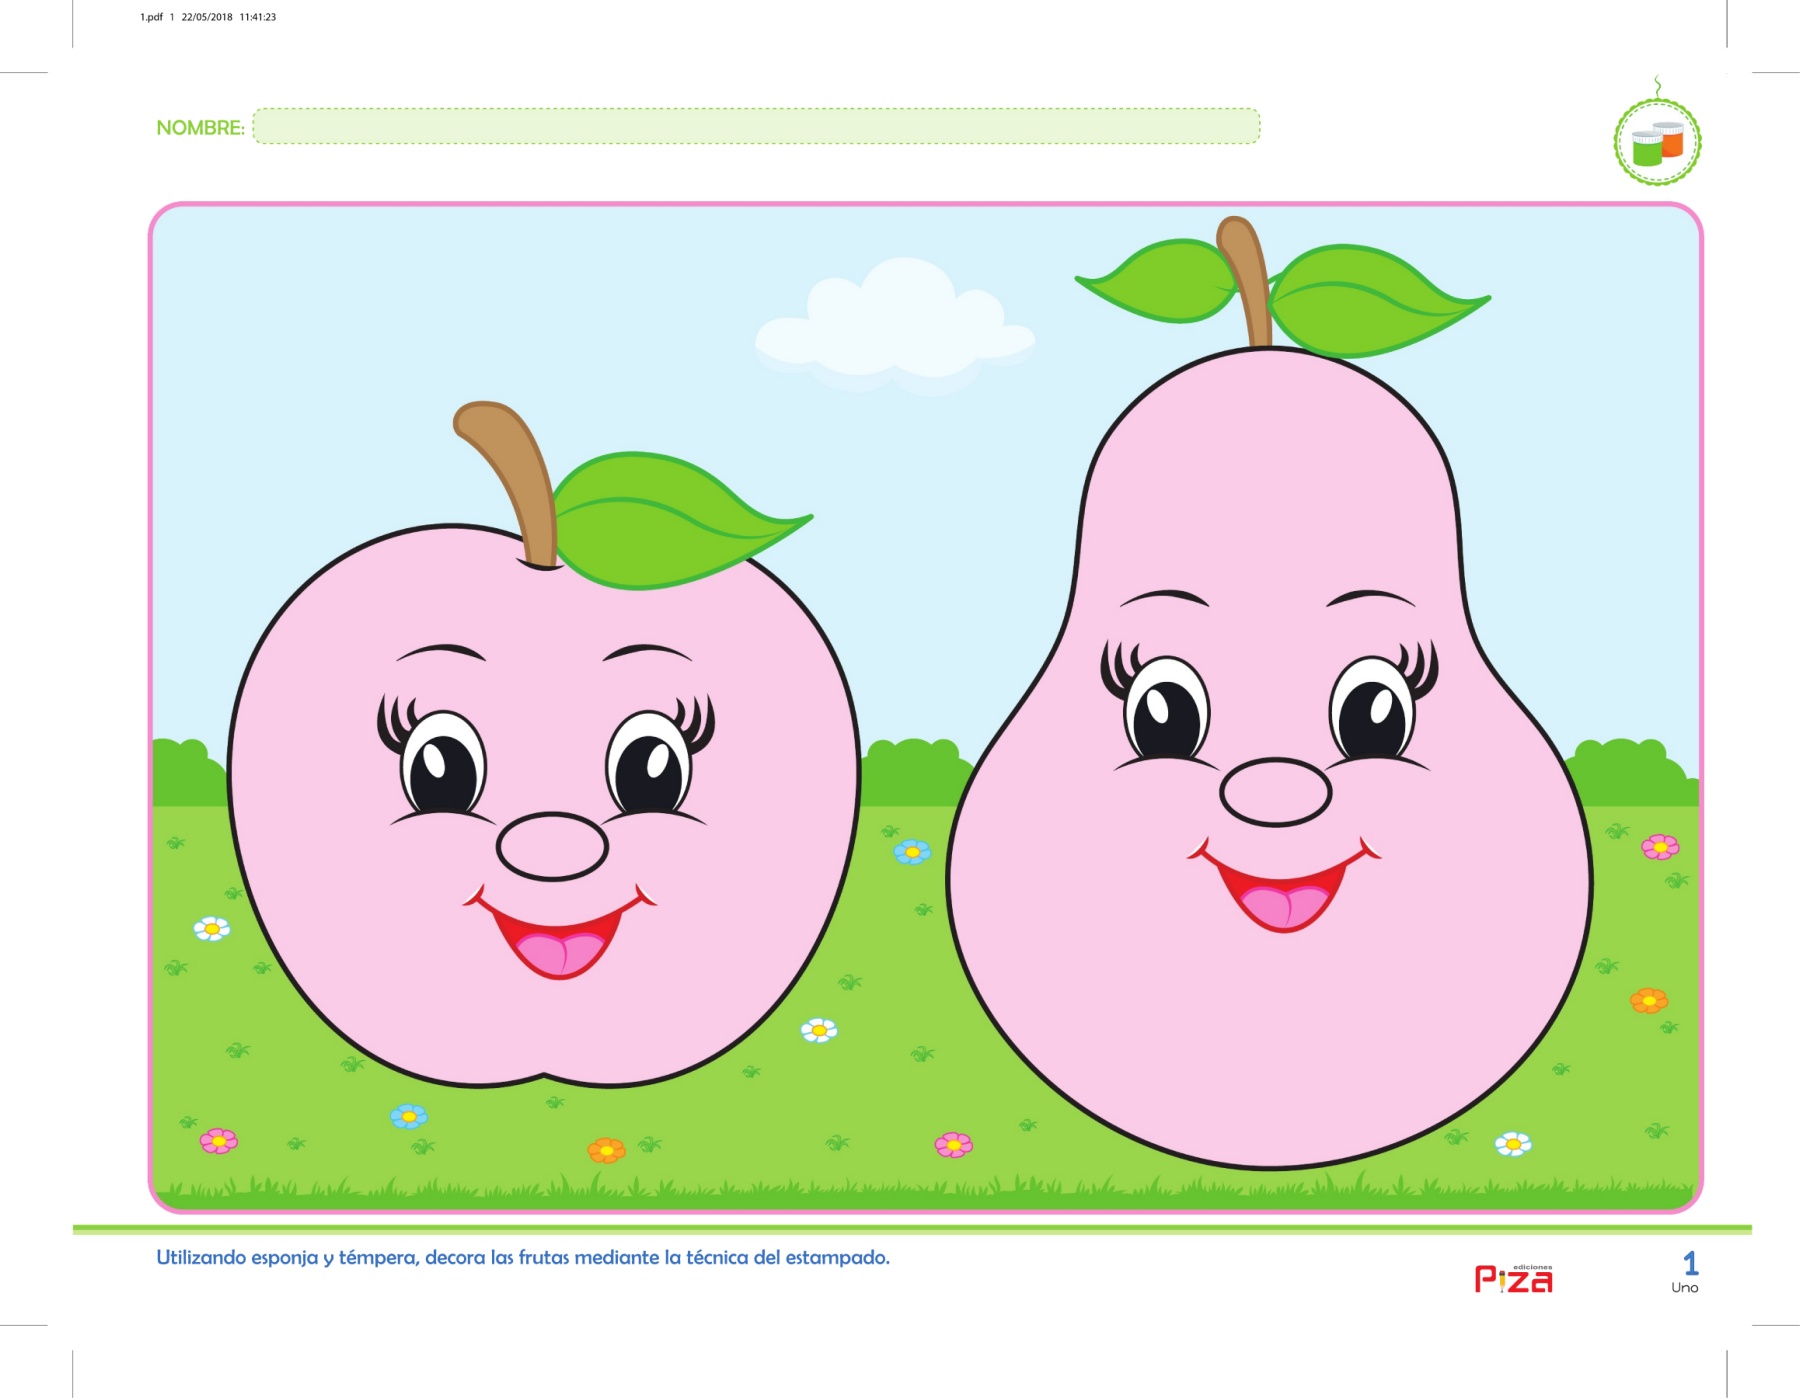 1.pdf 1 22/05/2018 11:41:23
NOMBRE:
Utilizando esponja y témpera, decora las frutas mediante la técnica del estampado.
ediciones
Piza
1
Uno